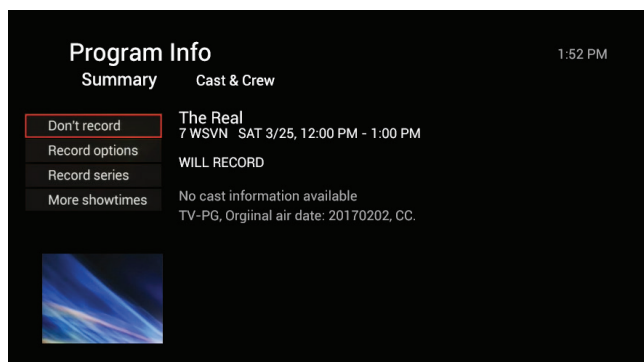 Program Info
1:52 PM
Summary Cast & Crew
Don't record
Record options
Record series
More showtimes
The Real
7 WSVN SAT 3/25, 12:00 PM - 1:00 PM
WILL RECORD
No cast information available
TV-PG, Orgiinal air date: 20170202, CC.